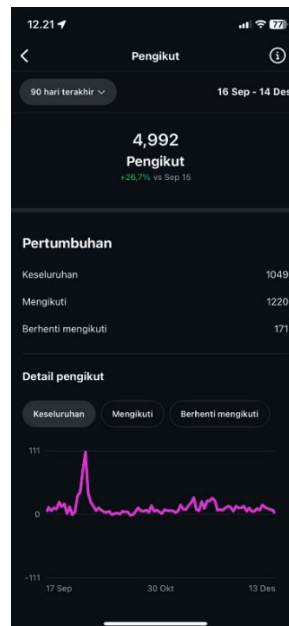 12.21
77
Pengikut
90 hari terakhir
16 Sep - 14 Des
4,992
Pengikut
+26,7% vs Sep 15
Pertumbuhan
Keseluruhan 1049
Mengikuti 1220
Berhenti mengikuti 171
Detail pengikut
Keseluruhan Mengikuti Berhenti mengikuti
111
0
-111
17 Sep 30 Okt 13 Des